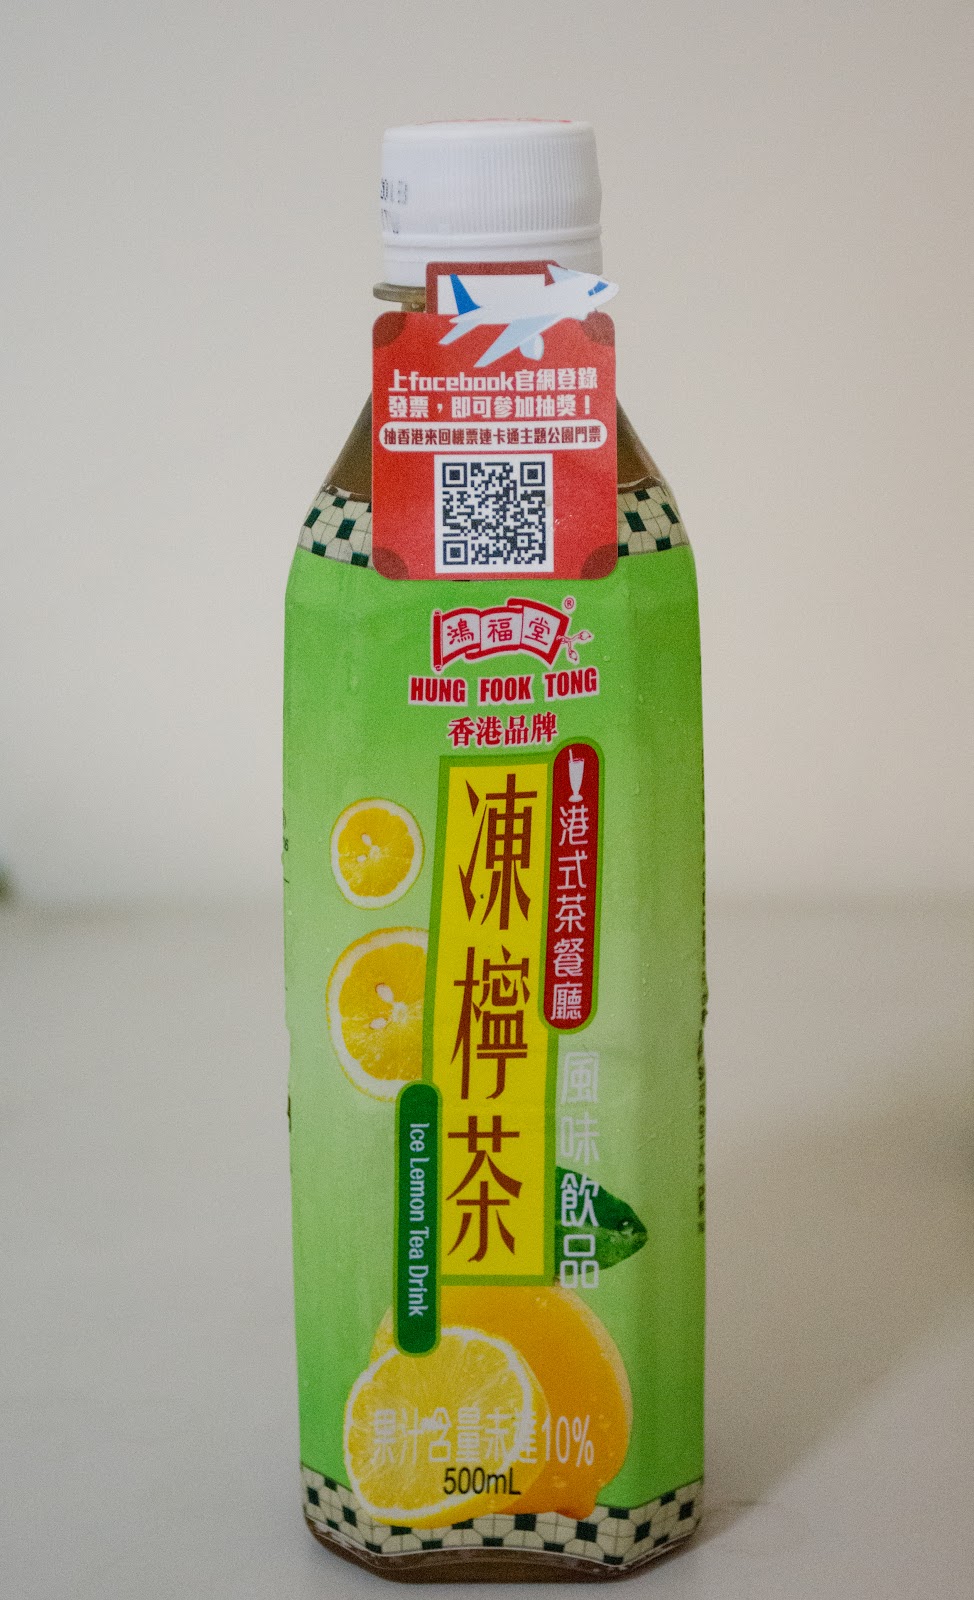 上facebook官網登錄
發票，即可參加抽獎！
抽香港來回機票連卡通主題公園門票
鴻福堂®
HUNG FOOK TONG
香港品牌
凍檸茶
港式茶餐廳
風味飲品
Ice Lemon Tea Drink
果汁含量未達10%
500mL